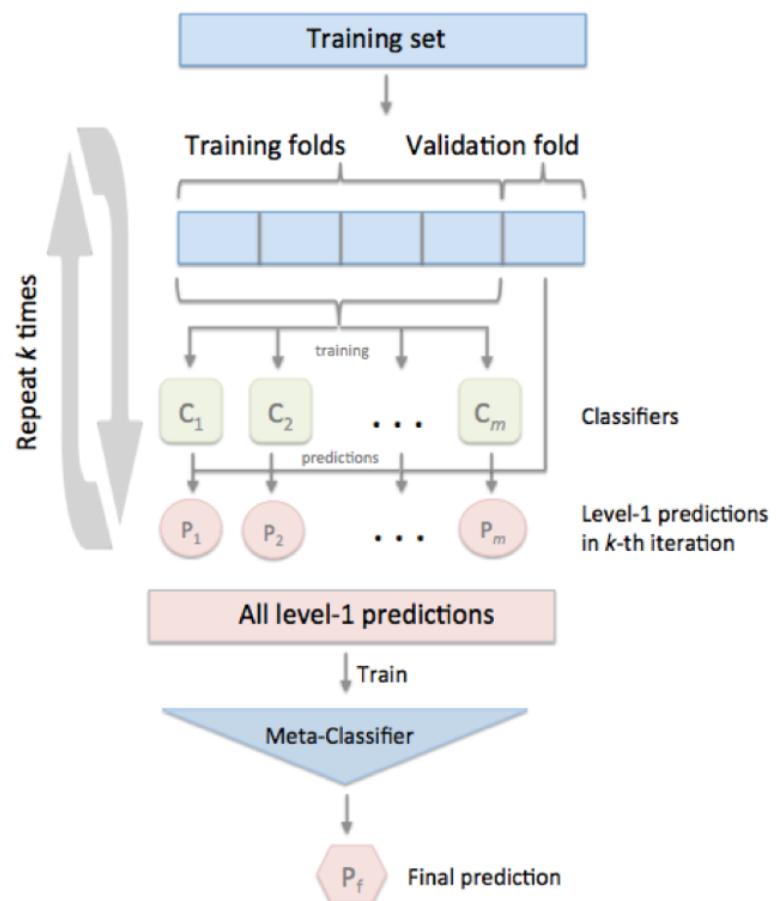 Training set
Training folds
Validation fold
Repeat k times
training
C1
C2
. . .
Cm
Classifiers
predictions
P1
P2
. . .
Pm
Level-1 predictions
in k-th iteration
All level-1 predictions
Train
Meta-Classifier
Pf
Final prediction